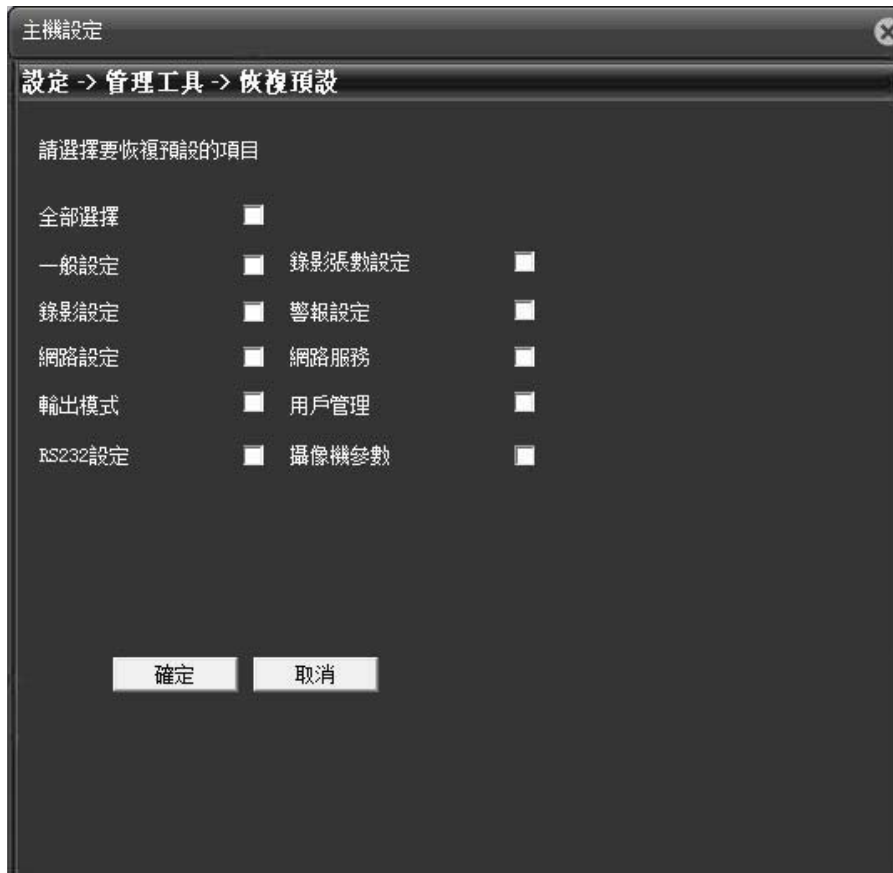 主機設定
設定 -> 管理工具 -> 恢複預設
請選擇要恢複預設的項目
全部選擇
一般設定 錄影張數設定
錄影設定 警報設定
網路設定 網路服務
輸出模式 用戶管理
RS232設定 攝像機參數
確定 取消